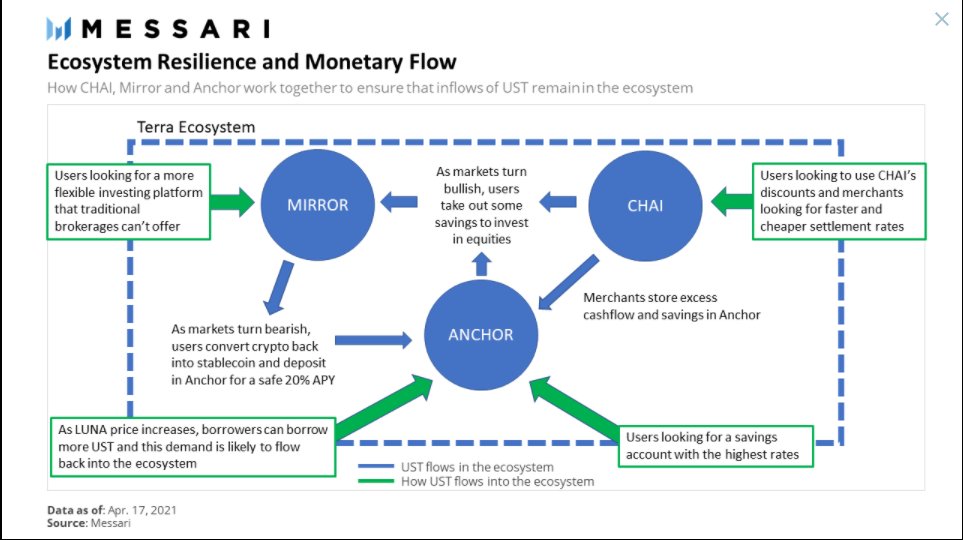 MESSARI
Ecosystem Resilience and Monetary Flow
How CHAI, Mirror and Anchor work together to ensure that inflows of UST remain in the ecosystem
Terra Ecosystem
Users looking for a more
flexible investing platform
that traditional
brokerages can't offer
MIRROR
As markets turn
bullish, users
take out some
savings to invest
in equities
CHAI
Users looking to use CHAI's
discounts and merchants
looking for faster and
cheaper settlement rates
As markets turn bearish,
users convert crypto back
into stablecoin and deposit
in Anchor for a safe 20% APY
ANCHOR
Merchants store excess
cashflow and savings in Anchor
As LUNA price increases, borrowers can borrow
more UST and this demand is likely to flow
back into the ecosystem
Users looking for a savings
account with the highest rates
UST flows in the ecosystem
How UST flows into the ecosystem
Data as of: Apr. 17, 2021
Source: Messari